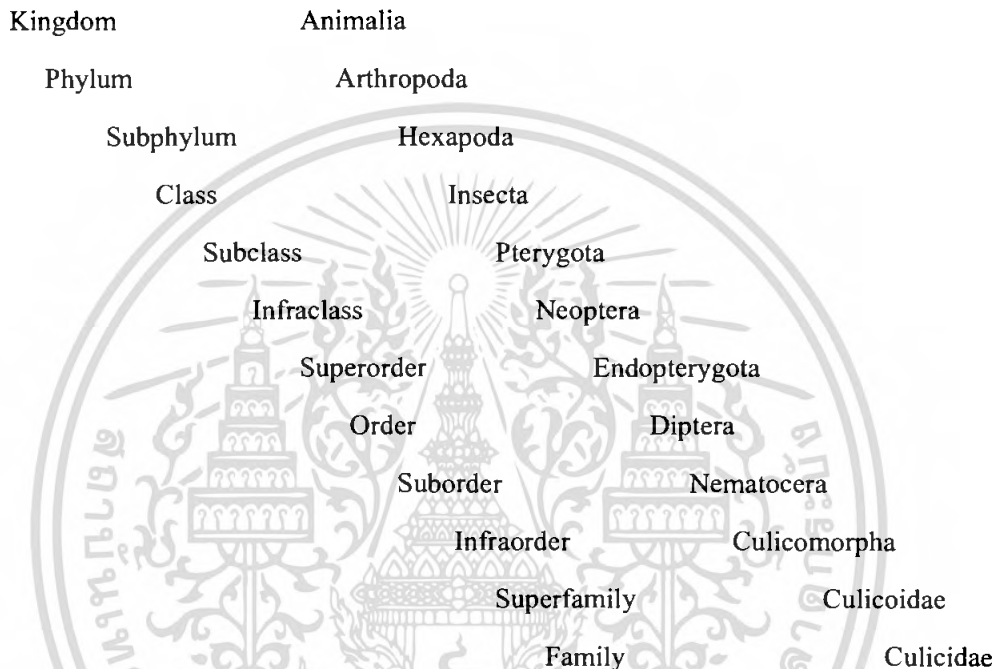 Kingdom Animalia
Phylum Arthropoda
Subphylum Hexapoda
Class Insecta
Subclass Pterygota
Infraclass Neoptera
Superorder Endopterygota
Order Diptera
Suborder Nematocera
Infraorder Culicomorpha
Superfamily Culicoidae
Family Culicidae